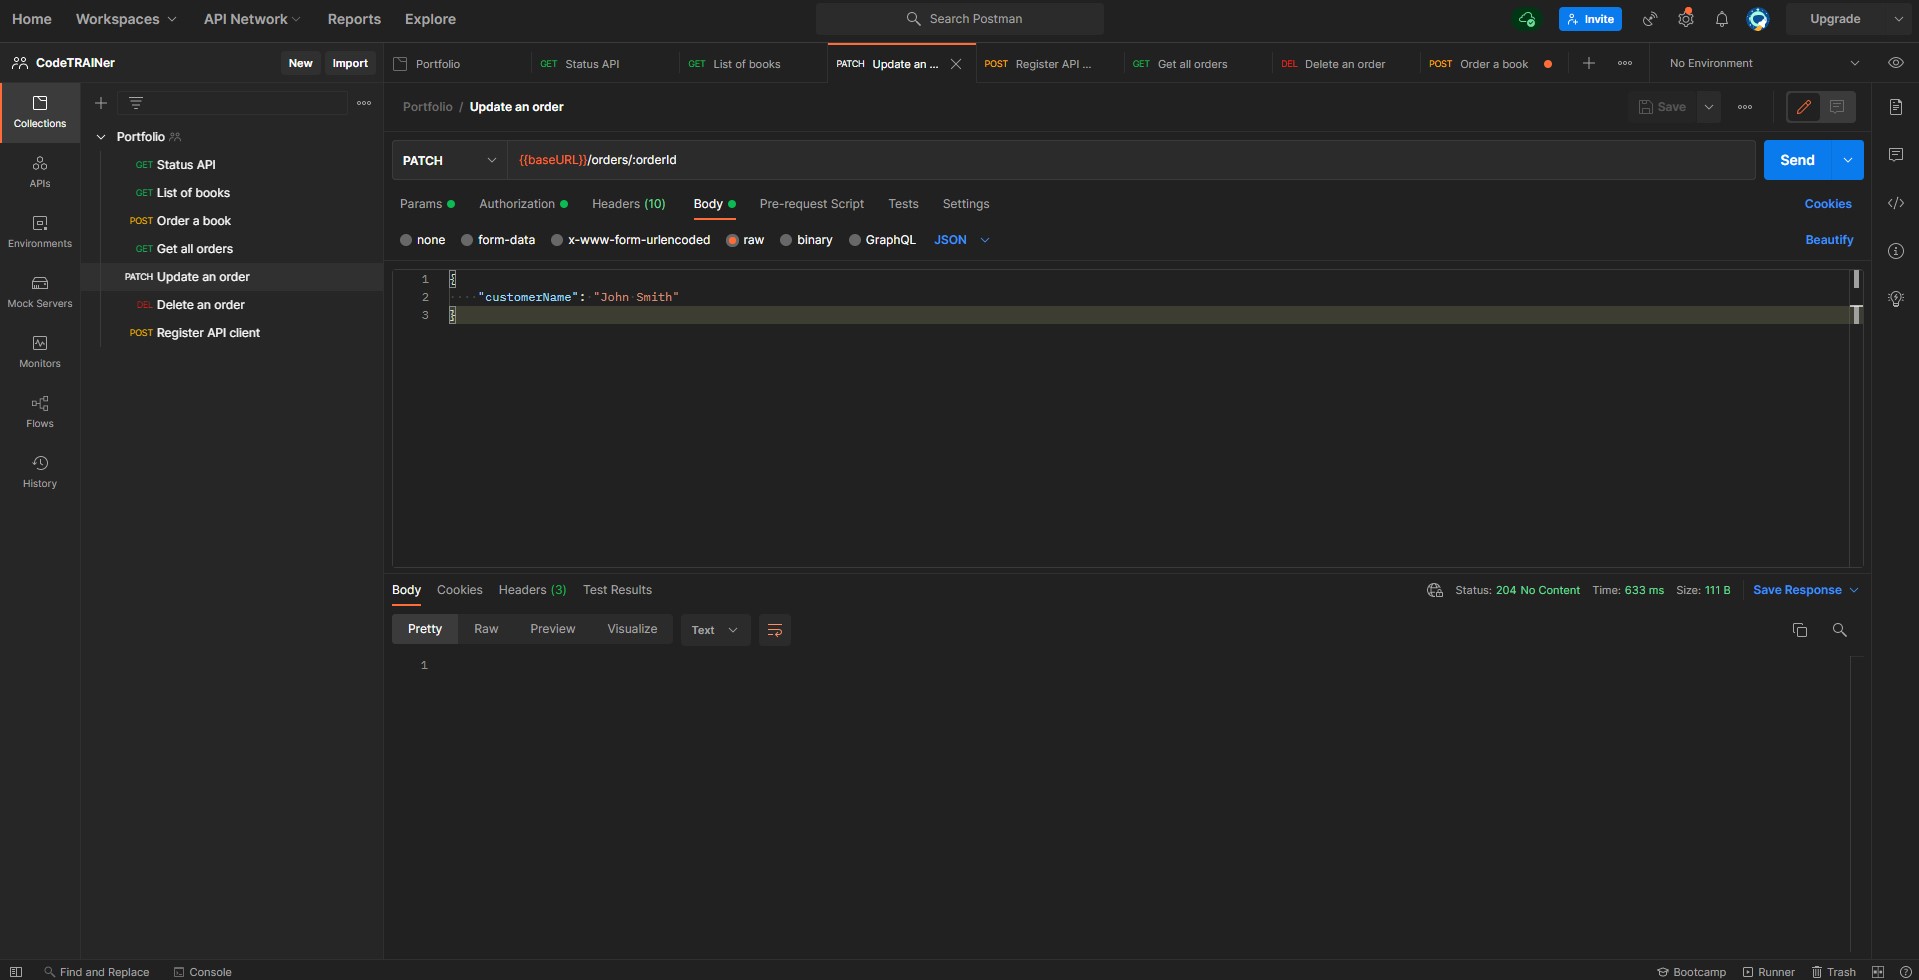 Home Workspaces API Network Reports Explore Search Postman Invite Upgrade
CodeTRAINer New Import Portfolio GET Status API GET List of books PATCH Update an ... POST Register API ... GET Get all orders DEL Delete an order POST Order a book No Environment
Collections
APIs
Environments
Mock Servers
Monitors
Flows
History
Portfolio
GET Status API
GET List of books
POST Order a book
GET Get all orders
PATCH Update an order
DEL Delete an order
POST Register API client
Portfolio / Update an order Save
PATCH {{baseURL}}/orders/:orderId Send
Params Authorization Headers (10) Body Pre-request Script Tests Settings Cookies
none form-data x-www-form-urlencoded raw binary GraphQL JSON Beautify
1 {
2 ····"customerName":·"John·Smith"
3 }
Body Cookies Headers (3) Test Results Status: 204 No Content Time: 633 ms Size: 111 B Save Response
Pretty Raw Preview Visualize Text
1
Find and Replace Console Bootcamp Runner Trash